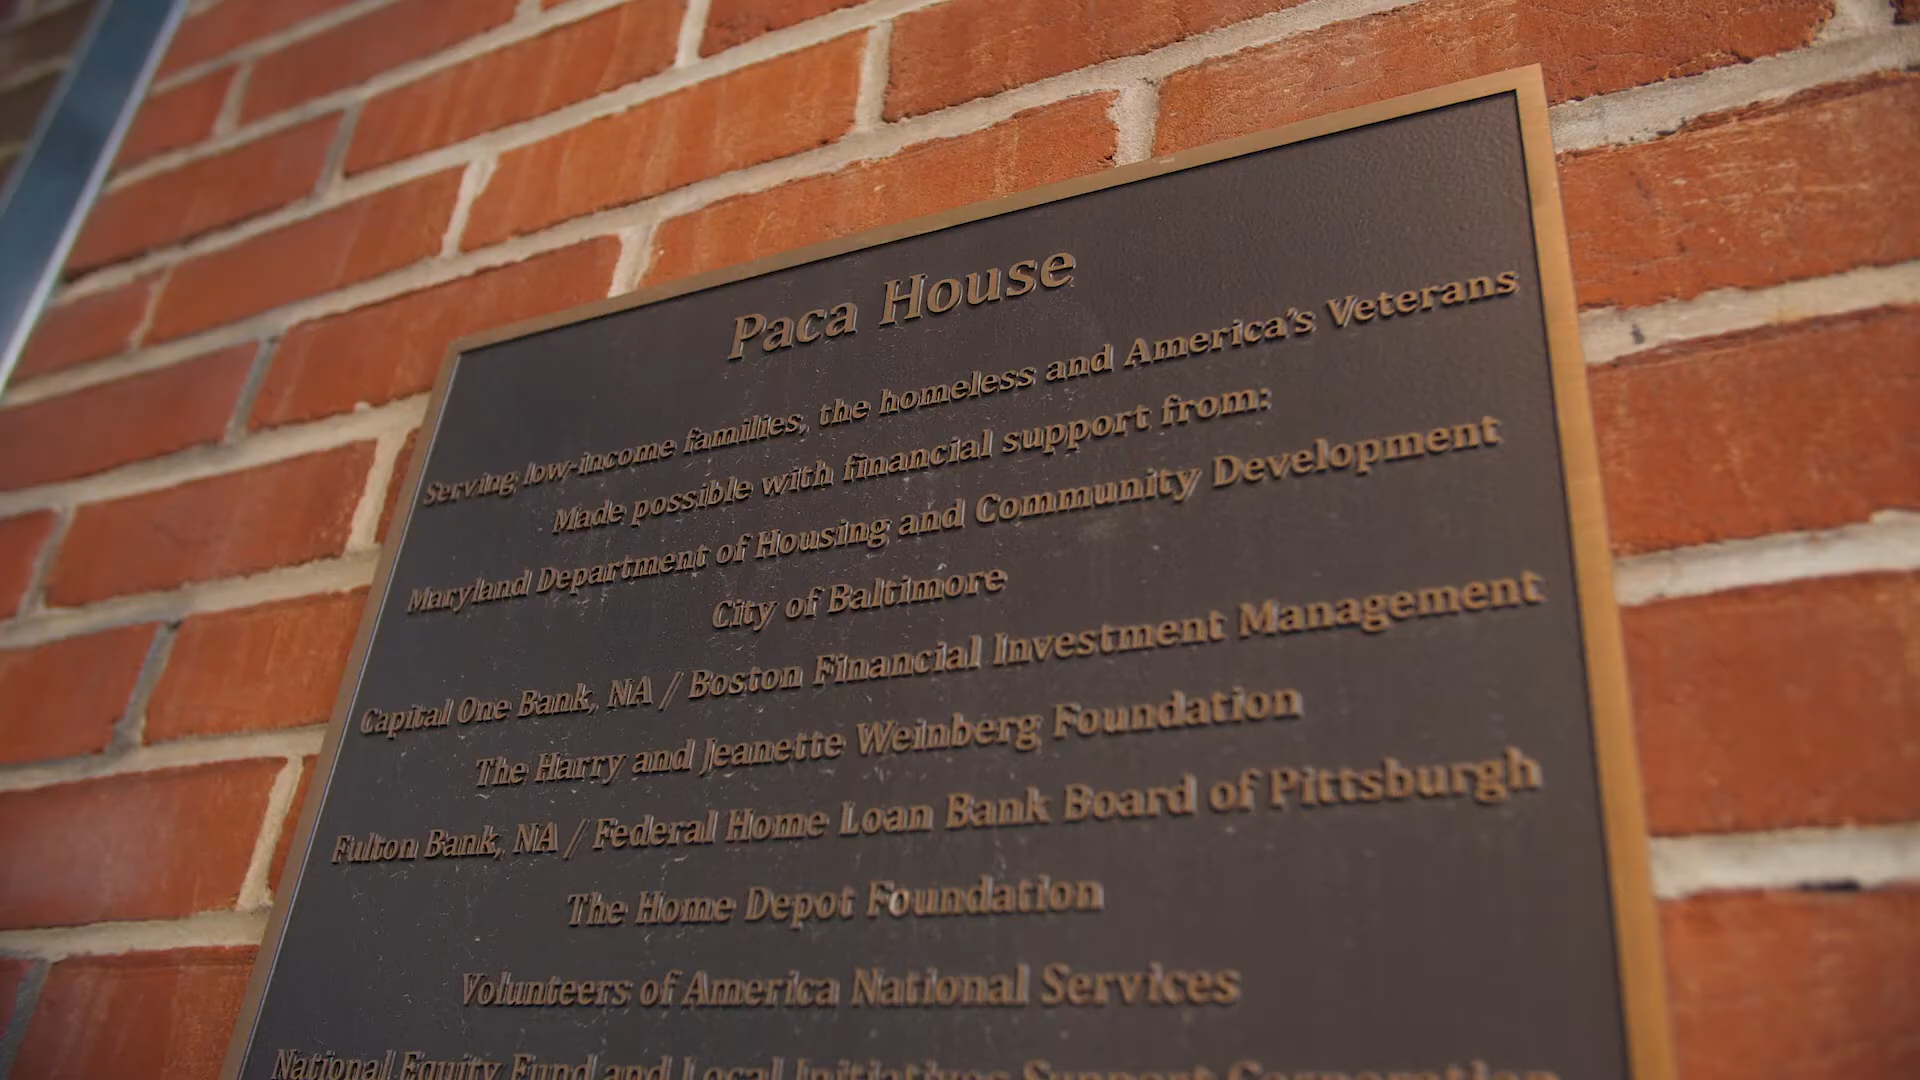 Paca House
Serving low-income families, the homeless and America's Veterans
Made possible with financial support from:
Maryland Department of Housing and Community Development
City of Baltimore
Capital One Bank, NA / Boston Financial Investment Management
The Harry and Jeanette Weinberg Foundation
Fulton Bank, NA / Federal Home Loan Bank Board of Pittsburgh
The Home Depot Foundation
Volunteers of America National Services
National Equity Fund and Local Initiatives Support Corporation